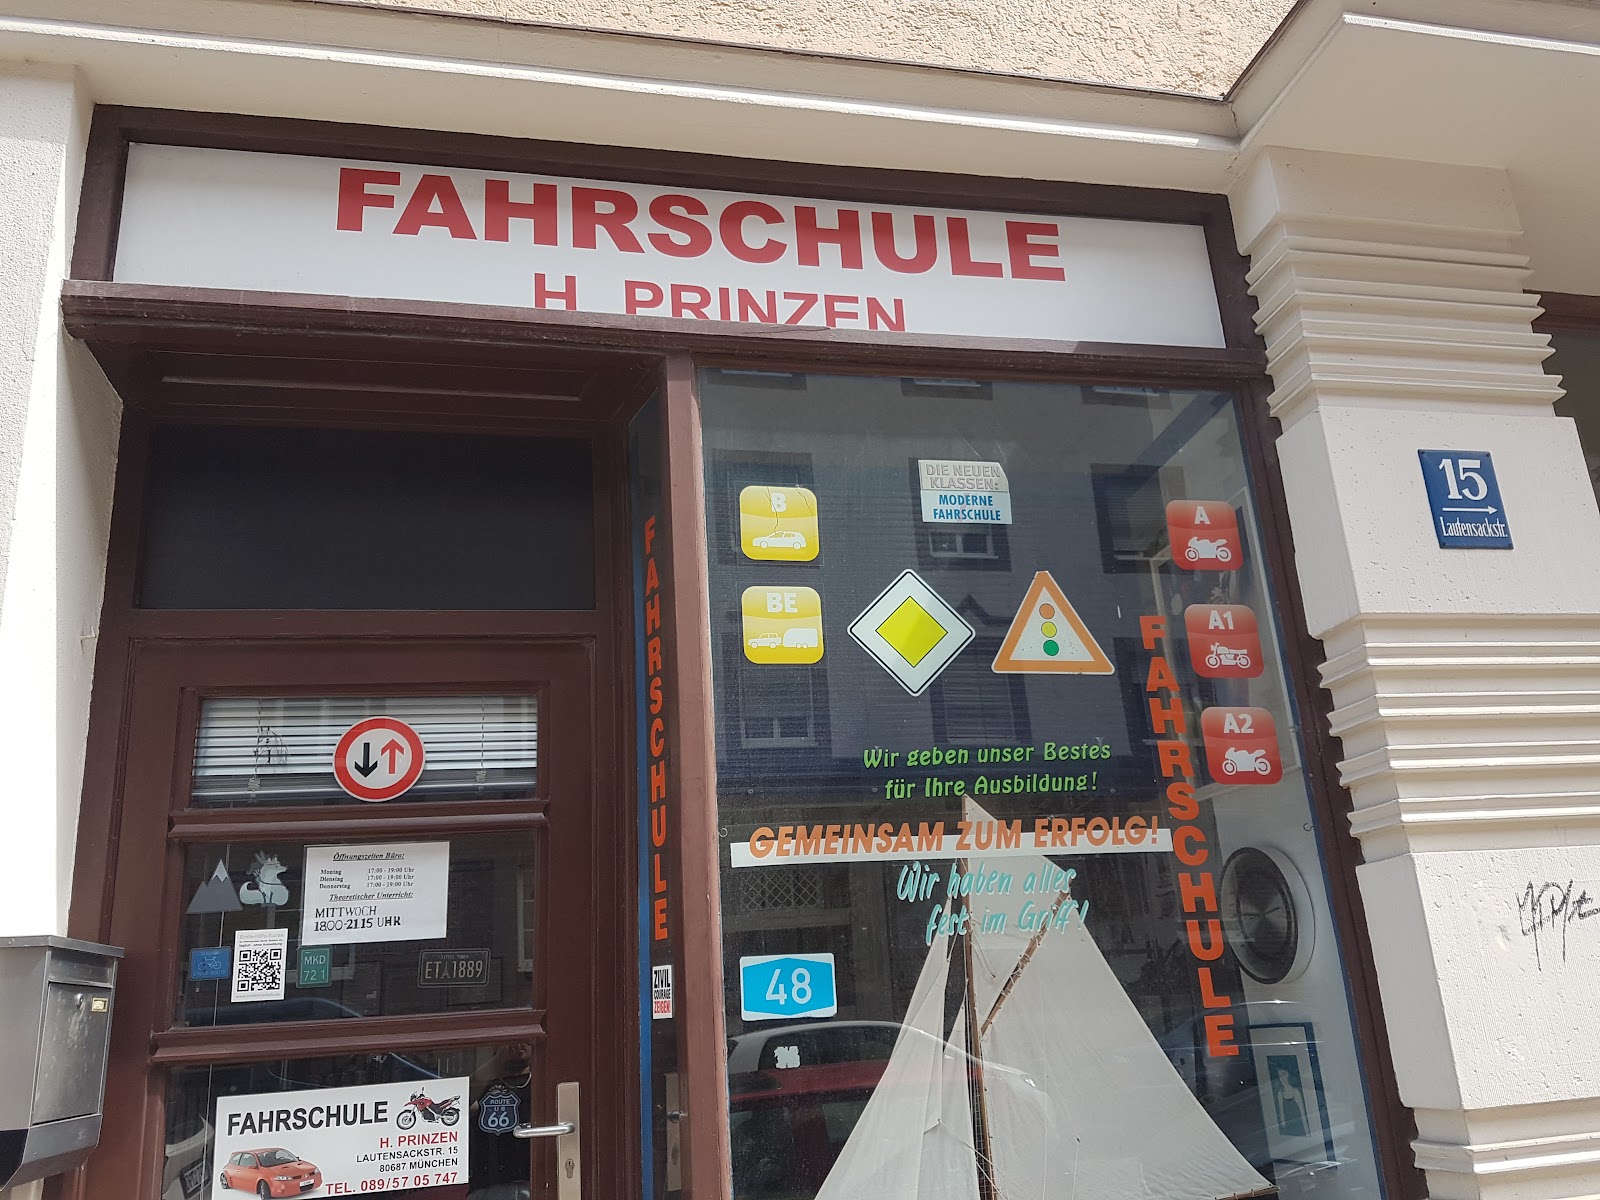 FAHRSCHULE
H. PRINZEN
15
Lautensackstr.
DIE NEUEN
KLASSEN:
MODERNE
FAHRSCHULE
B
BE
A
A1
A2
FAHRSCHULE
FAHRSCHULE
Wir geben unser Bestes
für Ihre Ausbildung!
GEMEINSAM ZUM ERFOLG!
Wir haben alles
fest im Griff!
48
Öffnungszeiten Büro:
Montag 17:00 - 19:00 Uhr
Dienstag 17:00 - 19:00 Uhr
Donnerstag 17:00 - 19:00 Uhr
Theoretischer Unterricht:
MITTWOCH
18.00-21.15 UHR
MKD
72 1
ETA1889
ZIVIL
COURAGE
ZEIGEN!
ROUTE
US
66
FAHRSCHULE
H. PRINZEN
LAUTENSACKSTR. 15
80687 MÜNCHEN
TEL. 089/57 05 747